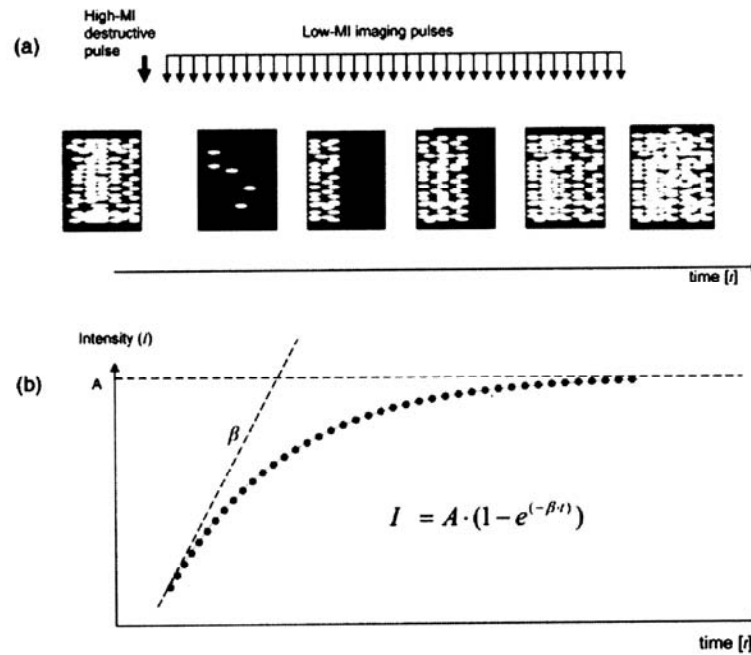 High-MI
destructive
pulse
Low-MI imaging pulses
(a)
time [t]
Intensity (I)
(b)
A
β
I = A·(1−e^(−β·t))
time [t]